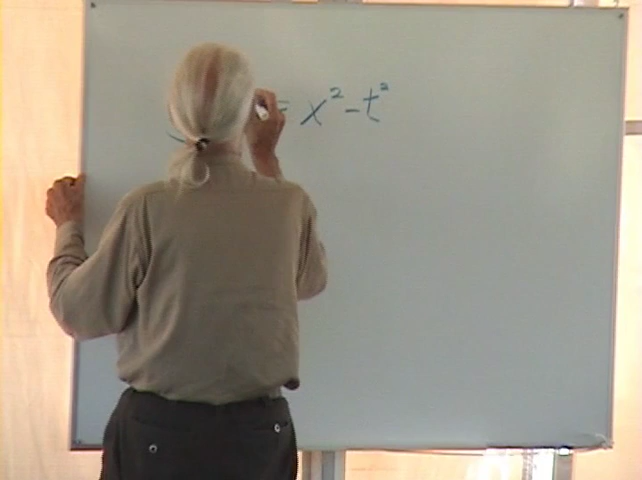 = x² - t²